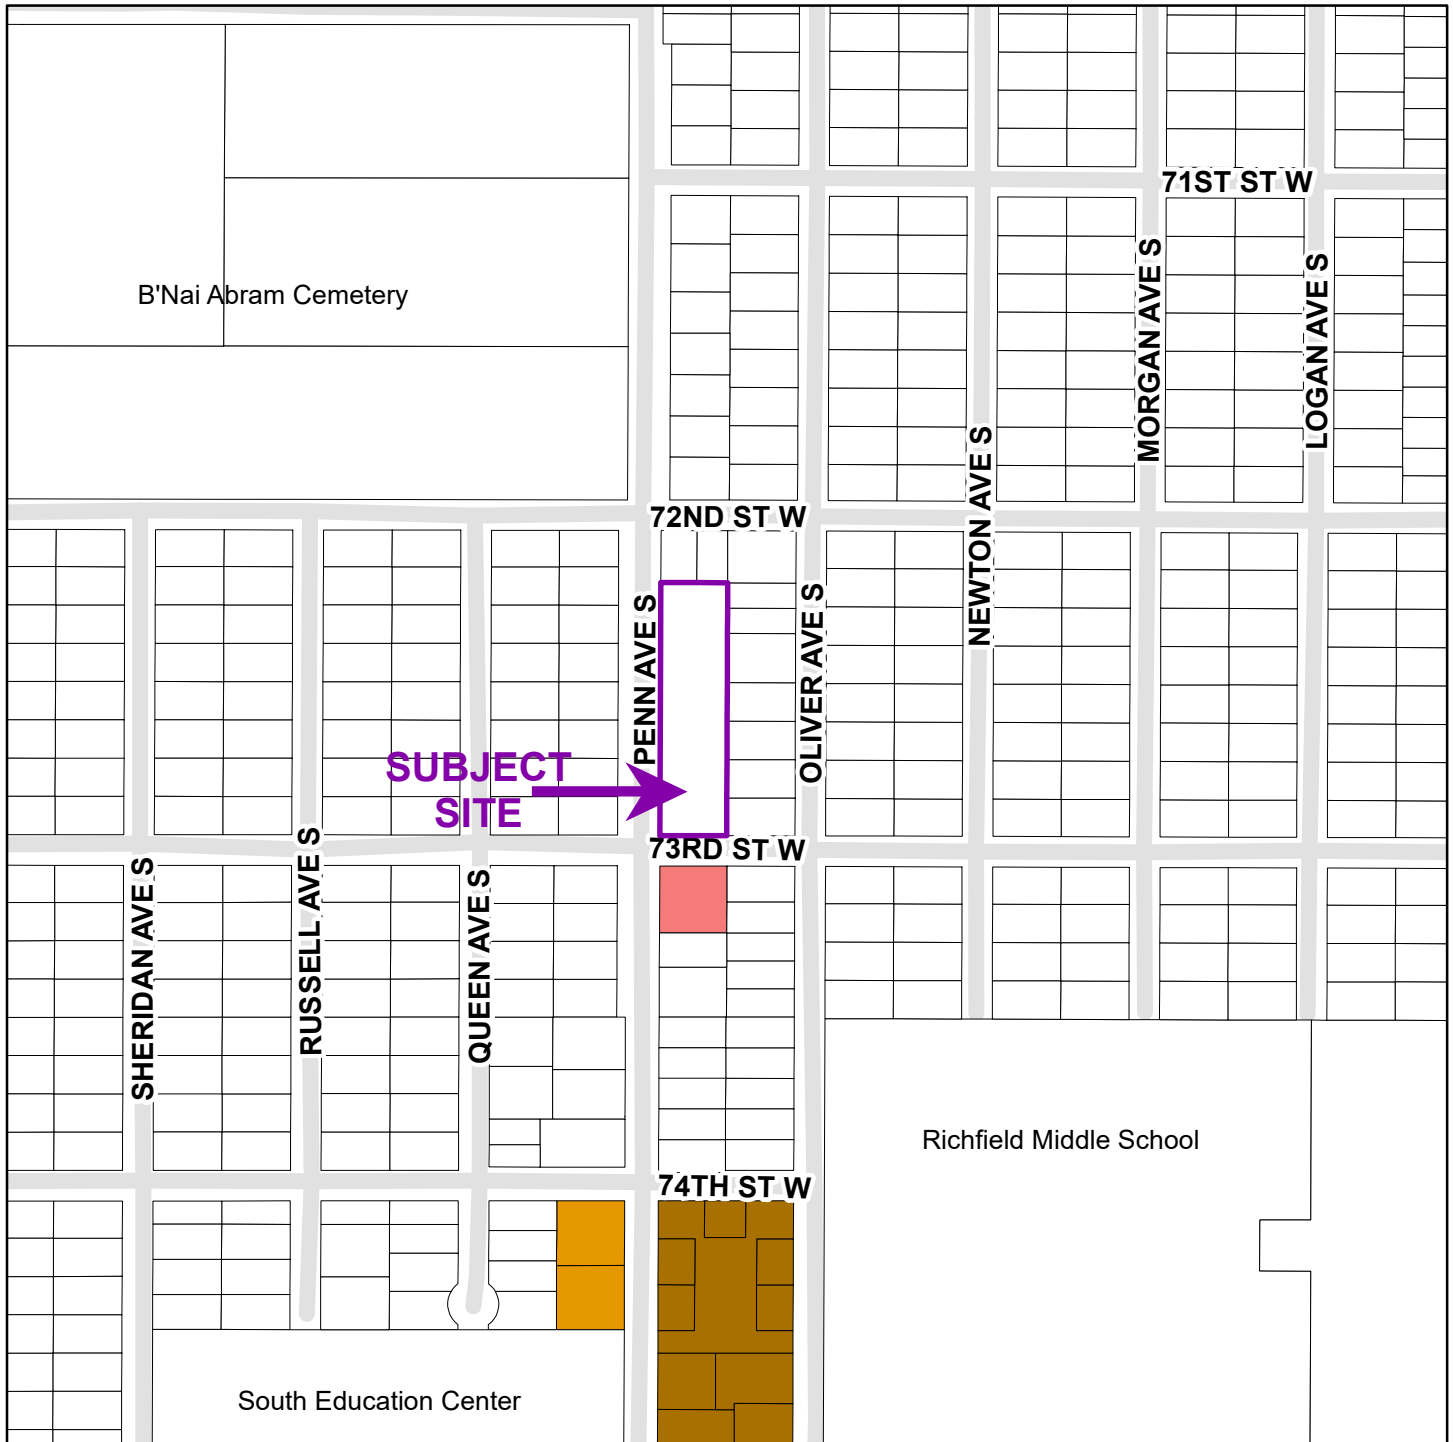 71ST ST W
B'Nai Abram Cemetery
MORGAN AVE S
LOGAN AVE S
NEWTON AVE S
72ND ST W
PENN AVE S
OLIVER AVE S
SUBJECT
SITE
73RD ST W
SHERIDAN AVE S
RUSSELL AVE S
QUEEN AVE S
Richfield Middle School
74TH ST W
South Education Center